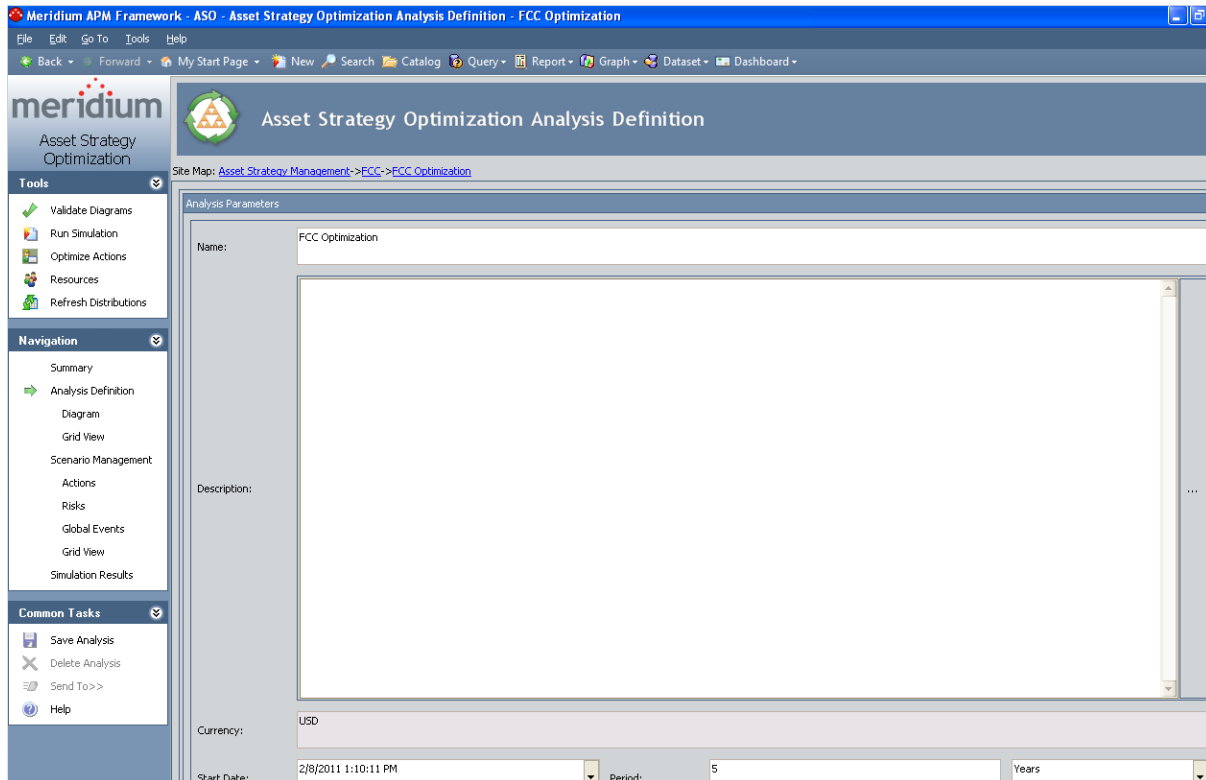 Meridium APM Framework - ASO - Asset Strategy Optimization Analysis Definition - FCC Optimization
File Edit Go To Tools Help
Back Forward My Start Page New Search Catalog Query Report Graph Dataset Dashboard
meridium
Asset Strategy
Optimization
Asset Strategy Optimization Analysis Definition
Site Map: Asset Strategy Management->FCC->FCC Optimization
Tools
Validate Diagrams
Run Simulation
Optimize Actions
Resources
Refresh Distributions
Navigation
Summary
Analysis Definition
Diagram
Grid View
Scenario Management
Actions
Risks
Global Events
Grid View
Simulation Results
Common Tasks
Save Analysis
Delete Analysis
Send To>>
Help
Analysis Parameters
Name: FCC Optimization
Description: ...
Currency: USD
Start Date: 2/8/2011 1:10:11 PM Period: 5 Years